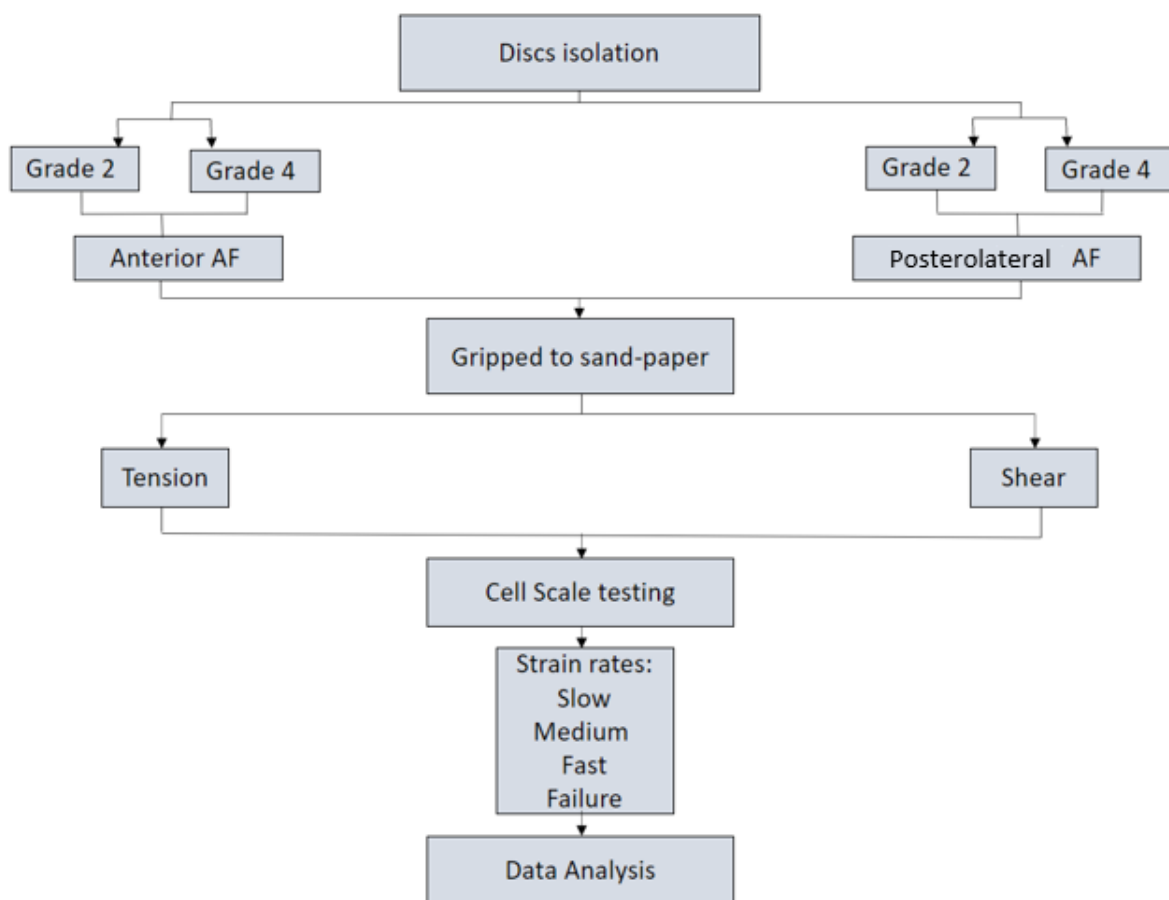 Discs isolation
Grade 2
Grade 4
Grade 2
Grade 4
Anterior AF
Posterolateral AF
Gripped to sand-paper
Tension
Shear
Cell Scale testing
Strain rates:
Slow
Medium
Fast
Failure
Data Analysis